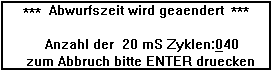 *** Abwurfszeit wird geaendert ***
Anzahl der 20 mS Zyklen:040
zum Abbruch bitte ENTER druecken